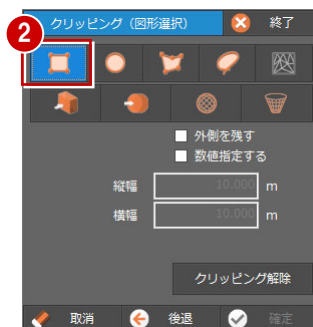 クリッピング（図形選択） 終了
2
外側を残す
数値指定する
縦幅 10.000 m
横幅 10.000 m
クリッピング解除
取消 後退 確定